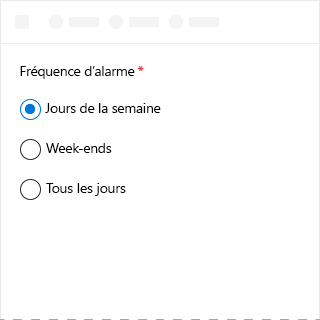 Fréquence d'alarme *
Jours de la semaine
Week-ends
Tous les jours